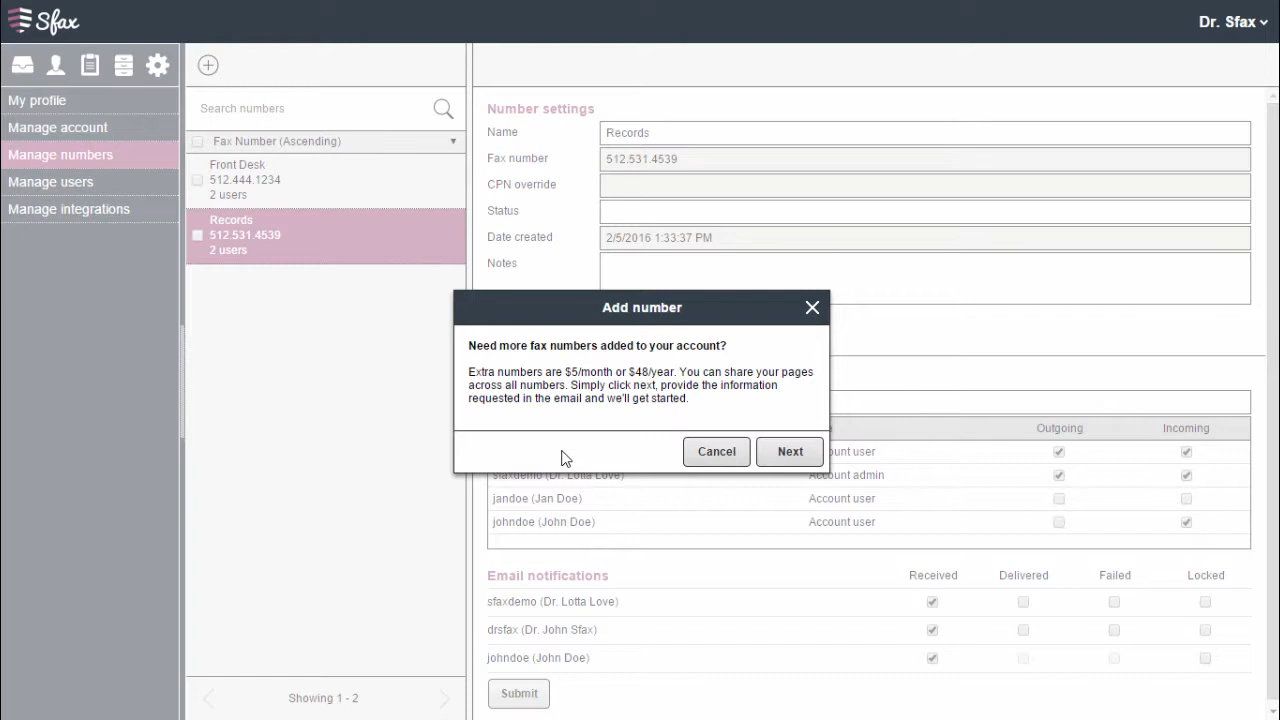 Sfax
Dr. Sfax
My profile
Manage account
Manage numbers
Manage users
Manage integrations
Search numbers
Fax Number (Ascending)
Front Desk
512.444.1234
2 users
Records
512.531.4539
2 users
Showing 1 - 2
Number settings
Name
Records
Fax number
512.531.4539
CPN override
Status
Date created
2/5/2016 1:33:37 PM
Notes
Add number
Need more fax numbers added to your account?
Extra numbers are $5/month or $48/year. You can share your pages
across all numbers. Simply click next, provide the information
requested in the email and we'll get started.
Cancel
Next
Outgoing
Incoming
sfaxdemo (Dr. Lotta Love)
Account admin
jandoe (Jan Doe)
Account user
johndoe (John Doe)
Account user
Email notifications
Received
Delivered
Failed
Locked
sfaxdemo (Dr. Lotta Love)
drsfax (Dr. John Sfax)
johndoe (John Doe)
Submit